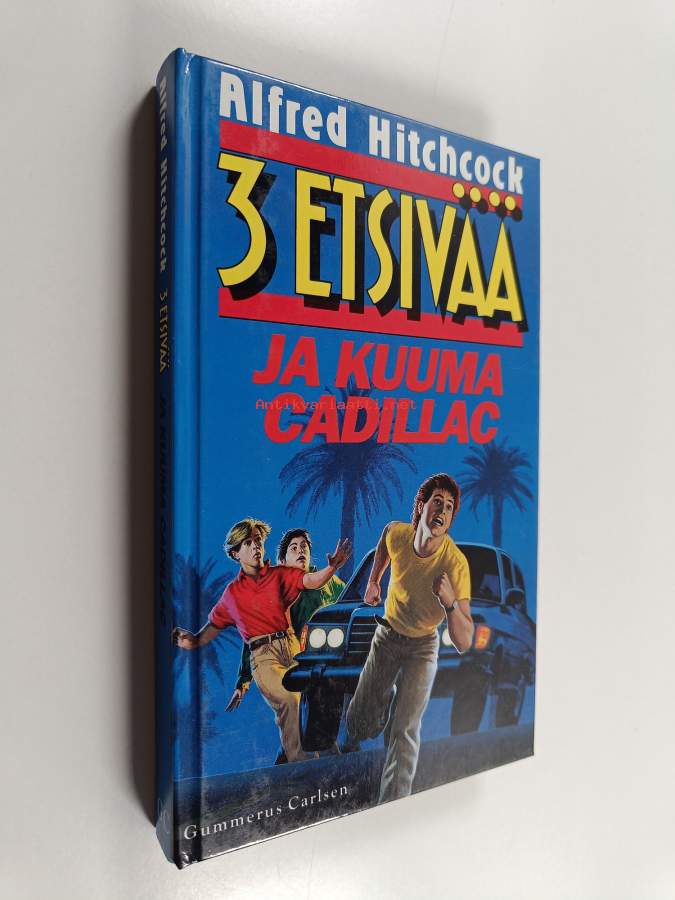 Alfred Hitchcock
3 ETSIVÄÄ
JA KUUMA
CADILLAC
Antikvariaatti.net
Gummerus Carlsen
Alfred Hitchcock 3 ETSIVÄÄ JA KUUMA CADILLAC